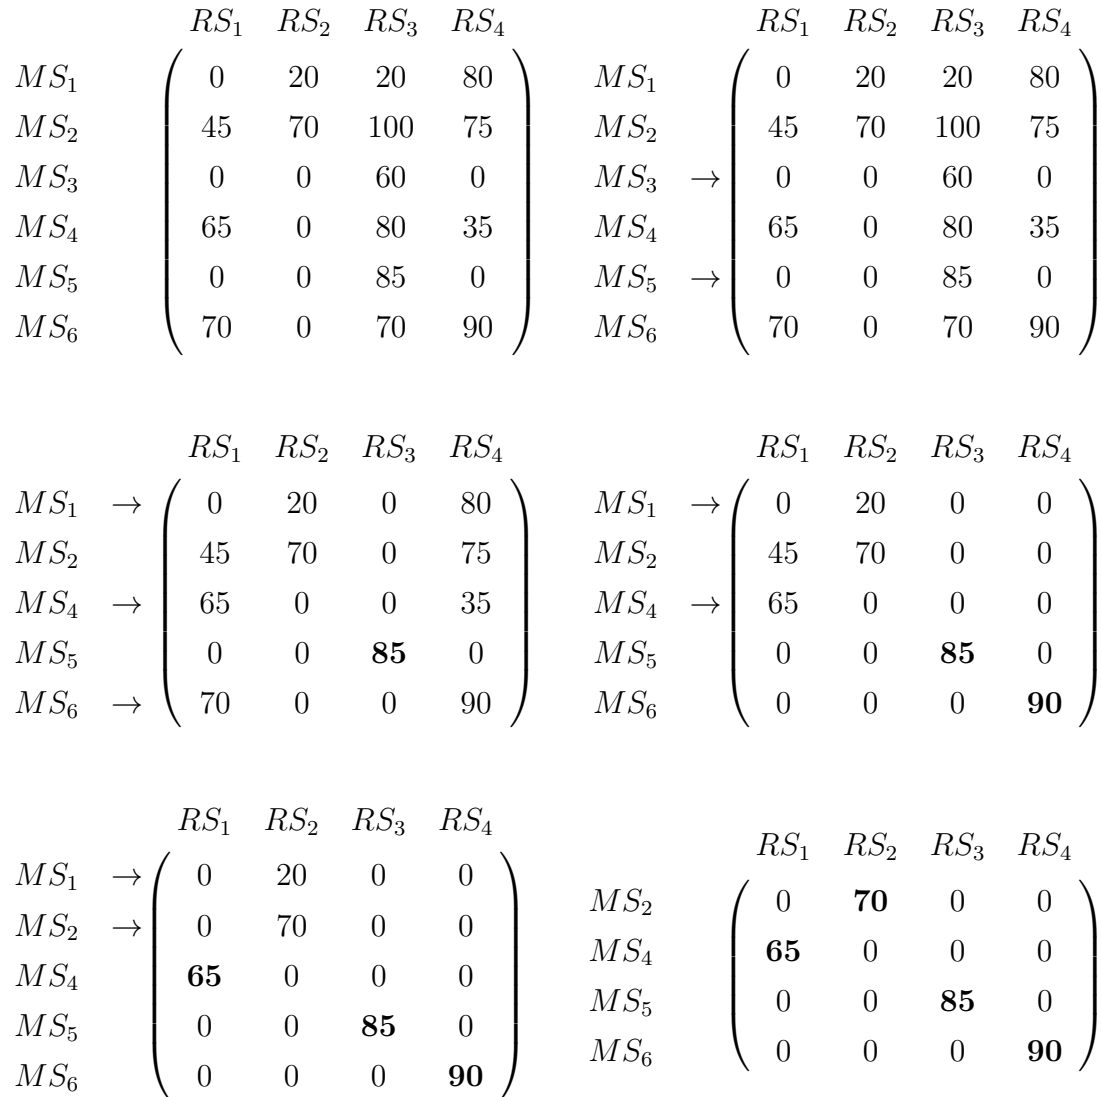 RS₁ RS₂ RS₃ RS₄
MS₁ 0 20 20 80
MS₂ 45 70 100 75
MS₃ 0 0 60 0
MS₄ 65 0 80 35
MS₅ 0 0 85 0
MS₆ 70 0 70 90
RS₁ RS₂ RS₃ RS₄
MS₁ 0 20 20 80
MS₂ 45 70 100 75
MS₃ → 0 0 60 0
MS₄ 65 0 80 35
MS₅ → 0 0 85 0
MS₆ 70 0 70 90
RS₁ RS₂ RS₃ RS₄
MS₁ → 0 20 0 80
MS₂ 45 70 0 75
MS₄ → 65 0 0 35
MS₅ 0 0 85 0
MS₆ → 70 0 0 90
RS₁ RS₂ RS₃ RS₄
MS₁ → 0 20 0 0
MS₂ 45 70 0 0
MS₄ → 65 0 0 0
MS₅ 0 0 85 0
MS₆ 0 0 0 90
RS₁ RS₂ RS₃ RS₄
MS₁ → 0 20 0 0
MS₂ → 0 70 0 0
MS₄ 65 0 0 0
MS₅ 0 0 85 0
MS₆ 0 0 0 90
RS₁ RS₂ RS₃ RS₄
MS₂ 0 70 0 0
MS₄ 65 0 0 0
MS₅ 0 0 85 0
MS₆ 0 0 0 90